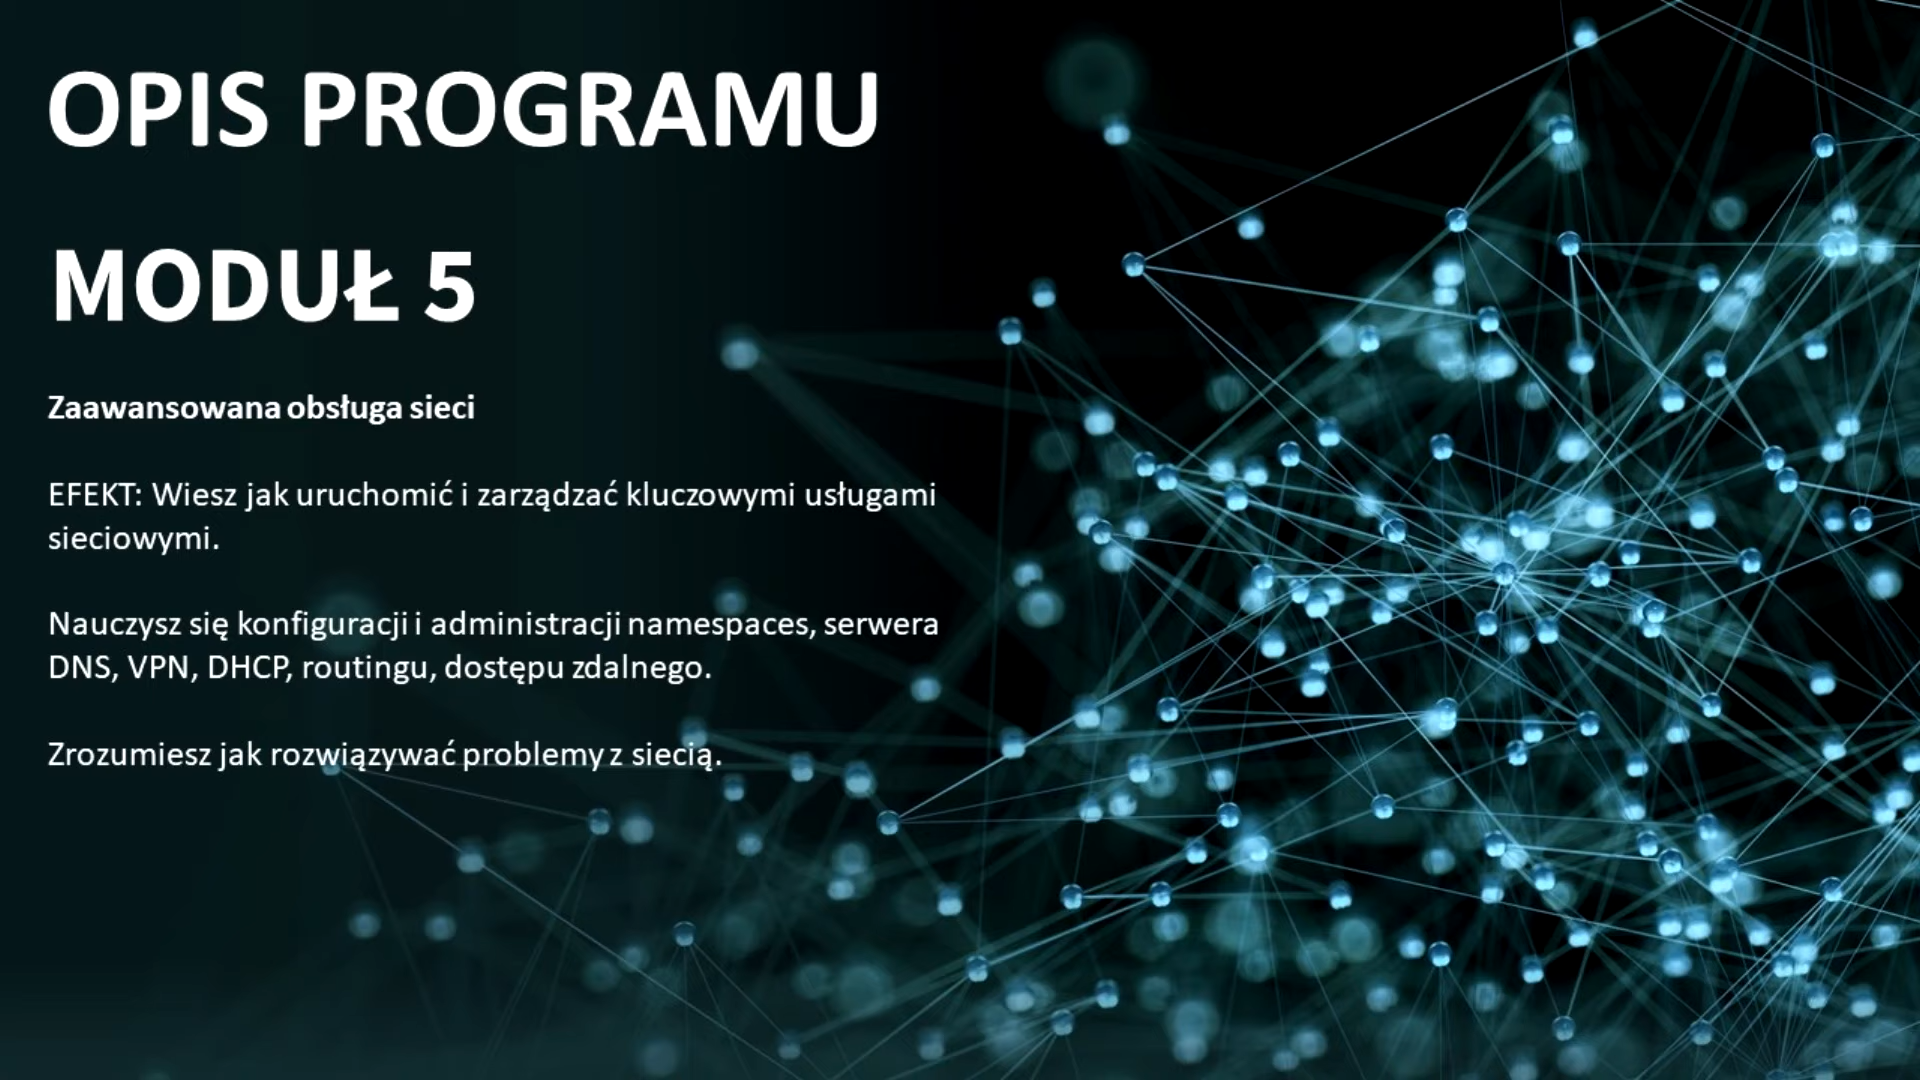 OPIS PROGRAMU
MODUŁ 5
Zaawansowana obsługa sieci
EFEKT: Wiesz jak uruchomić i zarządzać kluczowymi usługami
sieciowymi.
Nauczysz się konfiguracji i administracji namespaces, serwera
DNS, VPN, DHCP, routingu, dostępu zdalnego.
Zrozumiesz jak rozwiązywać problemy z siecią.